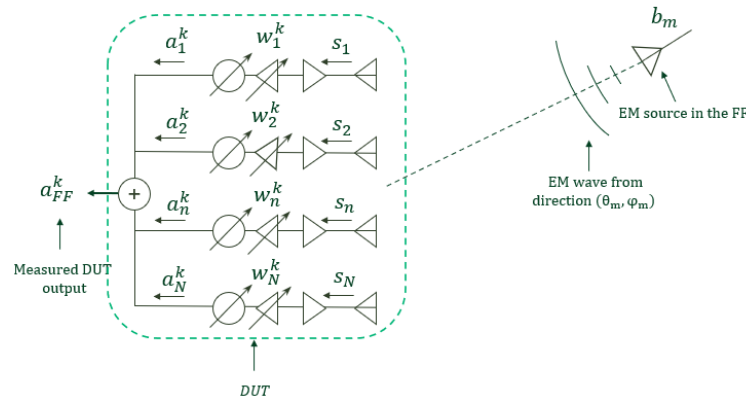 a_1^k w_1^k s_1
b_m
a_2^k w_2^k s_2
EM source in the FF
a_FF^k + a_n^k w_n^k s_n
EM wave from
direction (θ_m, φ_m)
Measured DUT
output
a_N^k w_N^k s_N
DUT